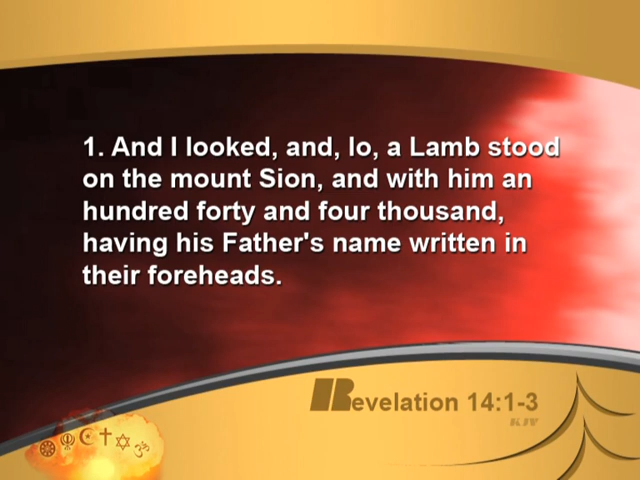 1. And I looked, and, lo, a Lamb stood
on the mount Sion, and with him an
hundred forty and four thousand,
having his Father's name written in
their foreheads.
Revelation 14:1-3
KJV